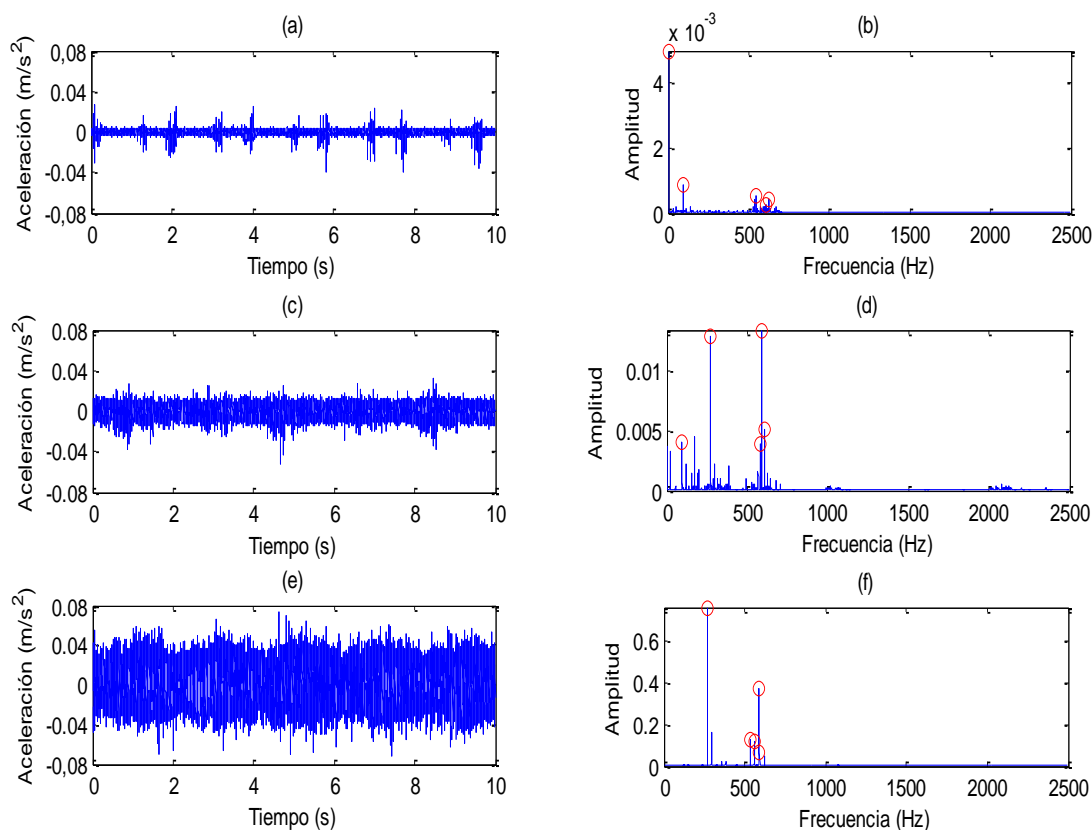 (a)
Aceleración (m/s²)
0,08
0.04
0
-0.04
-0.08
0 2 4 6 8 10
Tiempo (s)
(b)
x 10⁻³
Amplitud
4
2
0
0 500 1000 1500 2000 2500
Frecuencia (Hz)
(c)
Aceleración (m/s²)
0.08
0.04
0
-0.04
-0.08
0 2 4 6 8 10
Tiempo (s)
(d)
Amplitud
0.01
0.005
0
0 500 1000 1500 2000 2500
Frecuencia (Hz)
(e)
Aceleración (m/s²)
0.08
0.04
0
-0.04
-0,08
0 2 4 6 8 10
Tiempo (s)
(f)
Amplitud
0.6
0.4
0.2
0
0 500 1000 1500 2000 2500
Frecuencia (Hz)